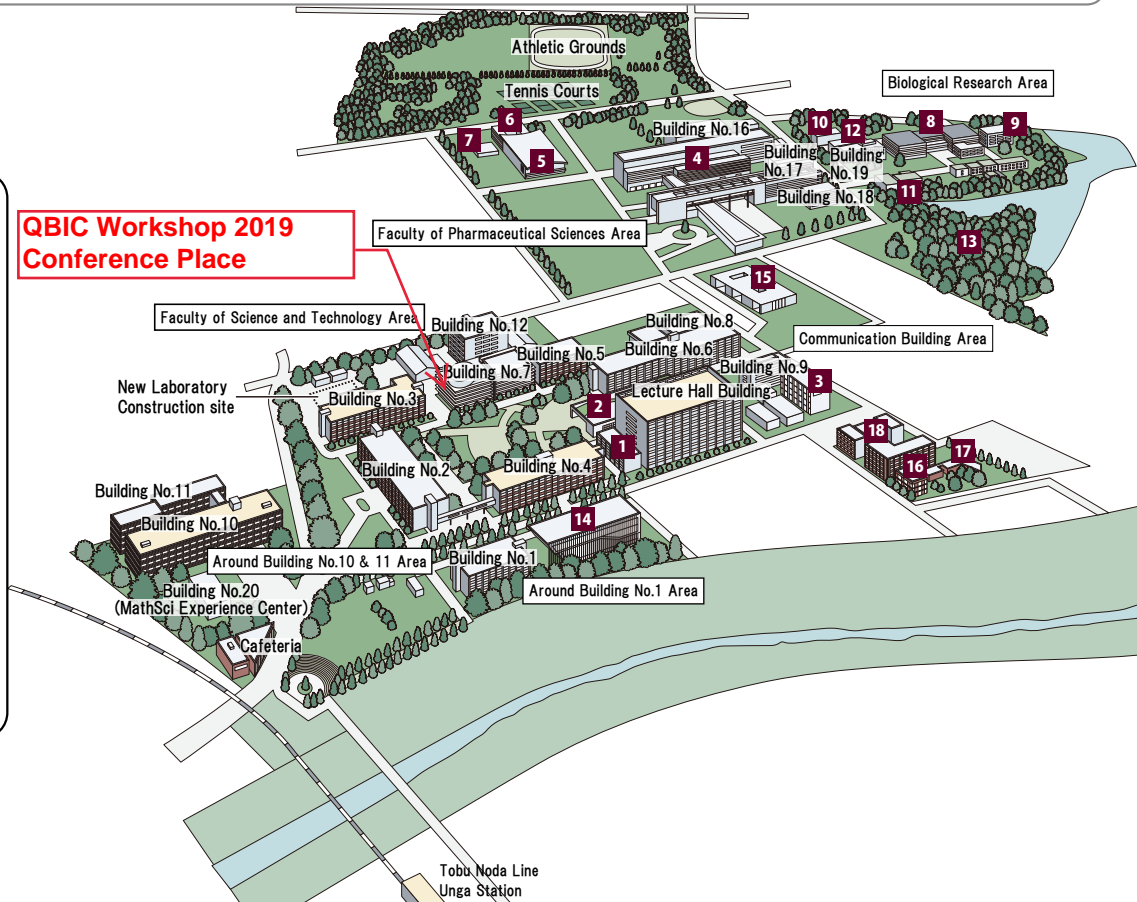 Athletic Grounds
Tennis Courts
Biological Research Area
6
7
5
Building No.16
4
10
12
8
9
Building
No.17
Building
No.19
11
Building No.18
13
QBIC Workshop 2019
Conference Place
Faculty of Pharmaceutical Sciences Area
15
Faculty of Science and Technology Area
Building No.12
Building No.8
Building No.5
Building No.6
Communication Building Area
Building No.7
Building No.9
New Laboratory
Construction site
Building No.3
Lecture Hall Building
3
2
1
18
17
16
Building No.2
Building No.4
Building No.11
Building No.10
14
Around Building No.10 & 11 Area
Building No.1
Around Building No.1 Area
Building No.20
(MathSci Experience Center)
Cafeteria
Tobu Noda Line
Unga Station